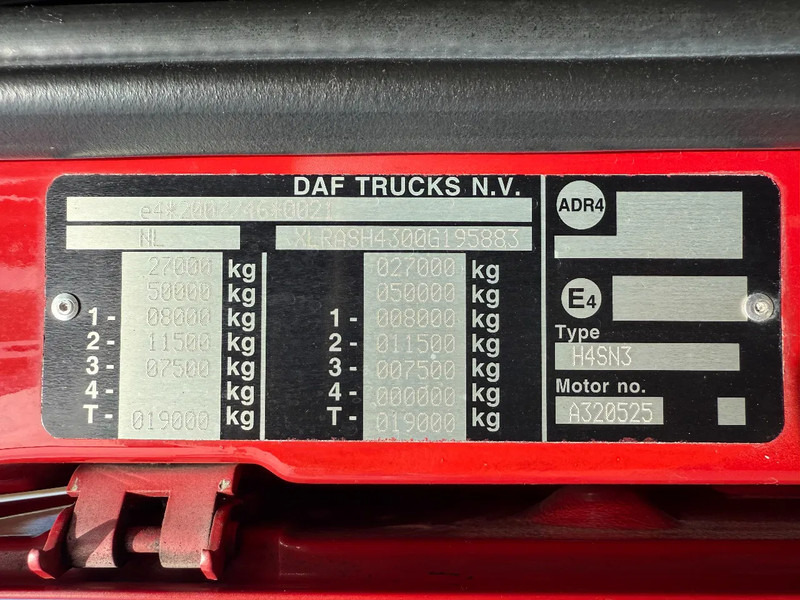 DAF TRUCKS N.V.
NL XLRASH4300G195883
27000 kg 027000 kg
50000 kg 050000 kg
1- 08000 kg 1- 008000 kg
2- 11500 kg 2- 011500 kg
3- 07500 kg 3- 007500 kg
4- kg 4- 000000 kg
T- 019000 kg T- 019000 kg
ADR4
E4
Type
H4SN3
Motor no.
A320525